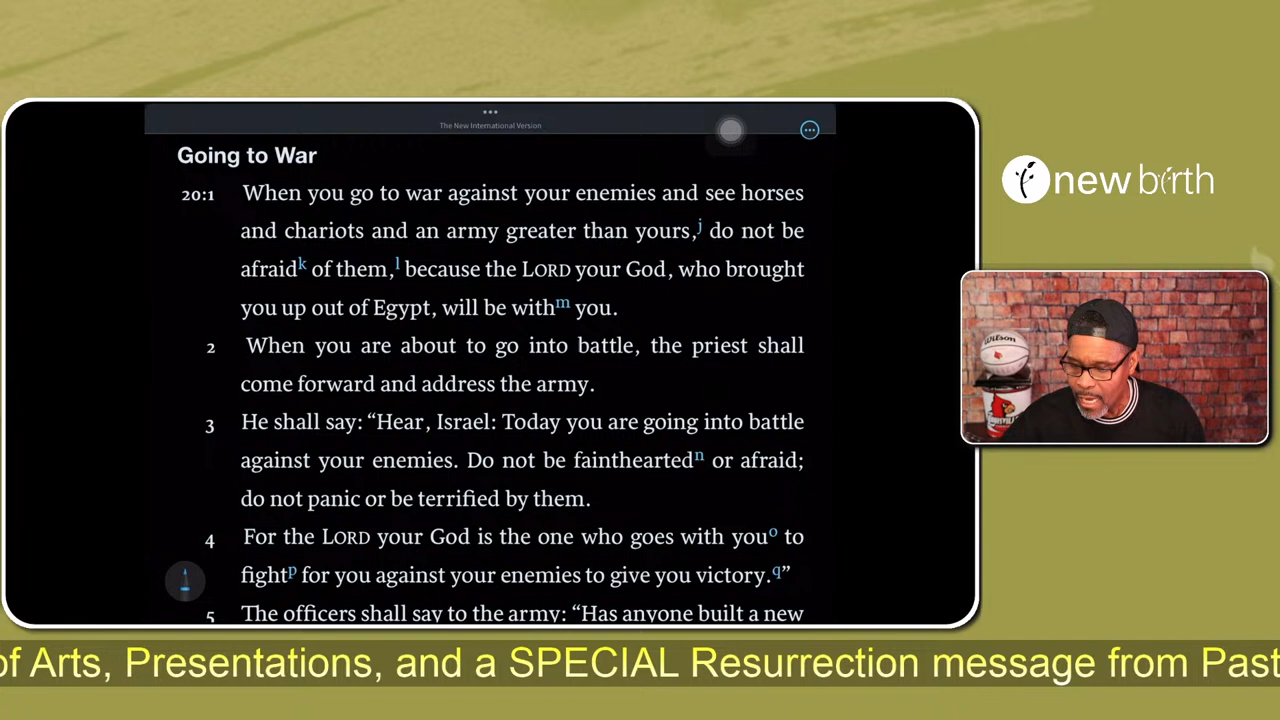 The New International Version
Going to War
20:1 When you go to war against your enemies and see horses
and chariots and an army greater than yours,j do not be
afraidk of them,l because the LORD your God, who brought
you up out of Egypt, will be withm you.
2 When you are about to go into battle, the priest shall
come forward and address the army.
3 He shall say: “Hear, Israel: Today you are going into battle
against your enemies. Do not be faintheartedn or afraid;
do not panic or be terrified by them.
4 For the LORD your God is the one who goes with youo to
fightp for you against your enemies to give you victory.q”
5 The officers shall say to the army: “Has anyone built a new
new birth
Wilson
of Arts, Presentations, and a SPECIAL Resurrection message from Past